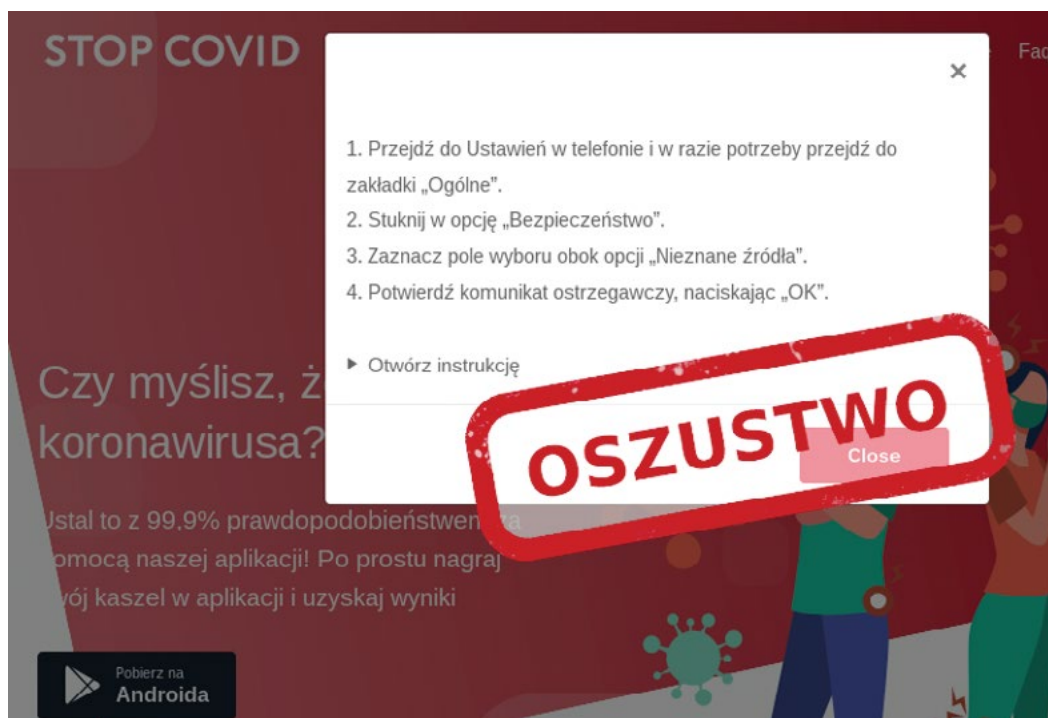 STOP COVID
Fac
×
1. Przejdź do Ustawień w telefonie i w razie potrzeby przejdź do
zakładki „Ogólne”.
2. Stuknij w opcję „Bezpieczeństwo”.
3. Zaznacz pole wyboru obok opcji „Nieznane źródła”.
4. Potwierdź komunikat ostrzegawczy, naciskając „OK”.
Otwórz instrukcję
OSZUSTWO
Close
Czy myślisz, ż
koronawirusa?
Ustal to z 99.9% prawdopodobieństwem za
pomocą naszej aplikacji! Po prostu nagraj
swój kaszel w aplikacji i uzyskaj wyniki
Pobierz na
Androida